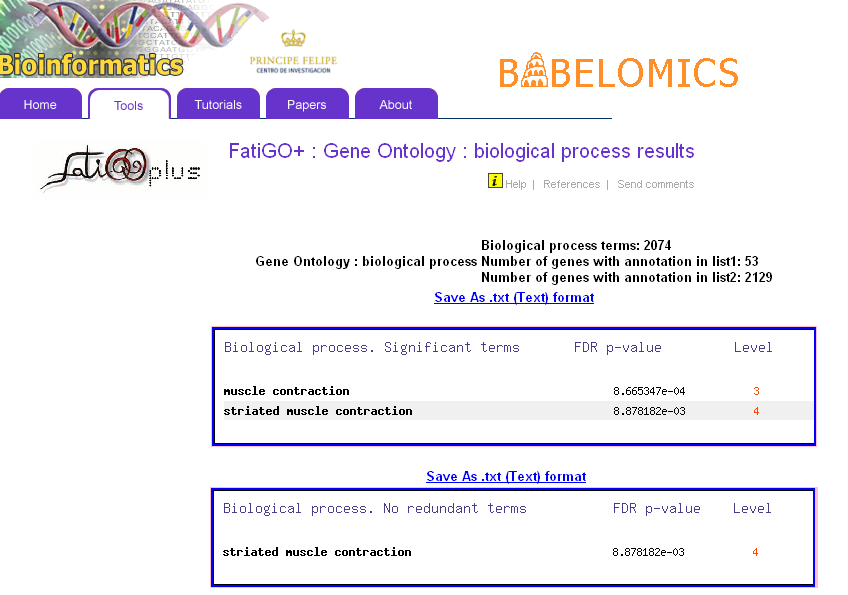 Bioinformatics
PRINCIPE FELIPE
CENTRO DE INVESTIGACION
BABELOMICS
Home
Tools
Tutorials
Papers
About
fatiGO plus
FatiGO+ : Gene Ontology : biological process results
i Help | References | Send comments
Biological process terms: 2074
Gene Ontology : biological process Number of genes with annotation in list1: 53
Number of genes with annotation in list2: 2129
Save As .txt (Text) format
Biological process. Significant terms FDR p-value Level
muscle contraction 8.665347e-04 3
striated muscle contraction 8.878182e-03 4
Save As .txt (Text) format
Biological process. No redundant terms FDR p-value Level
striated muscle contraction 8.878182e-03 4